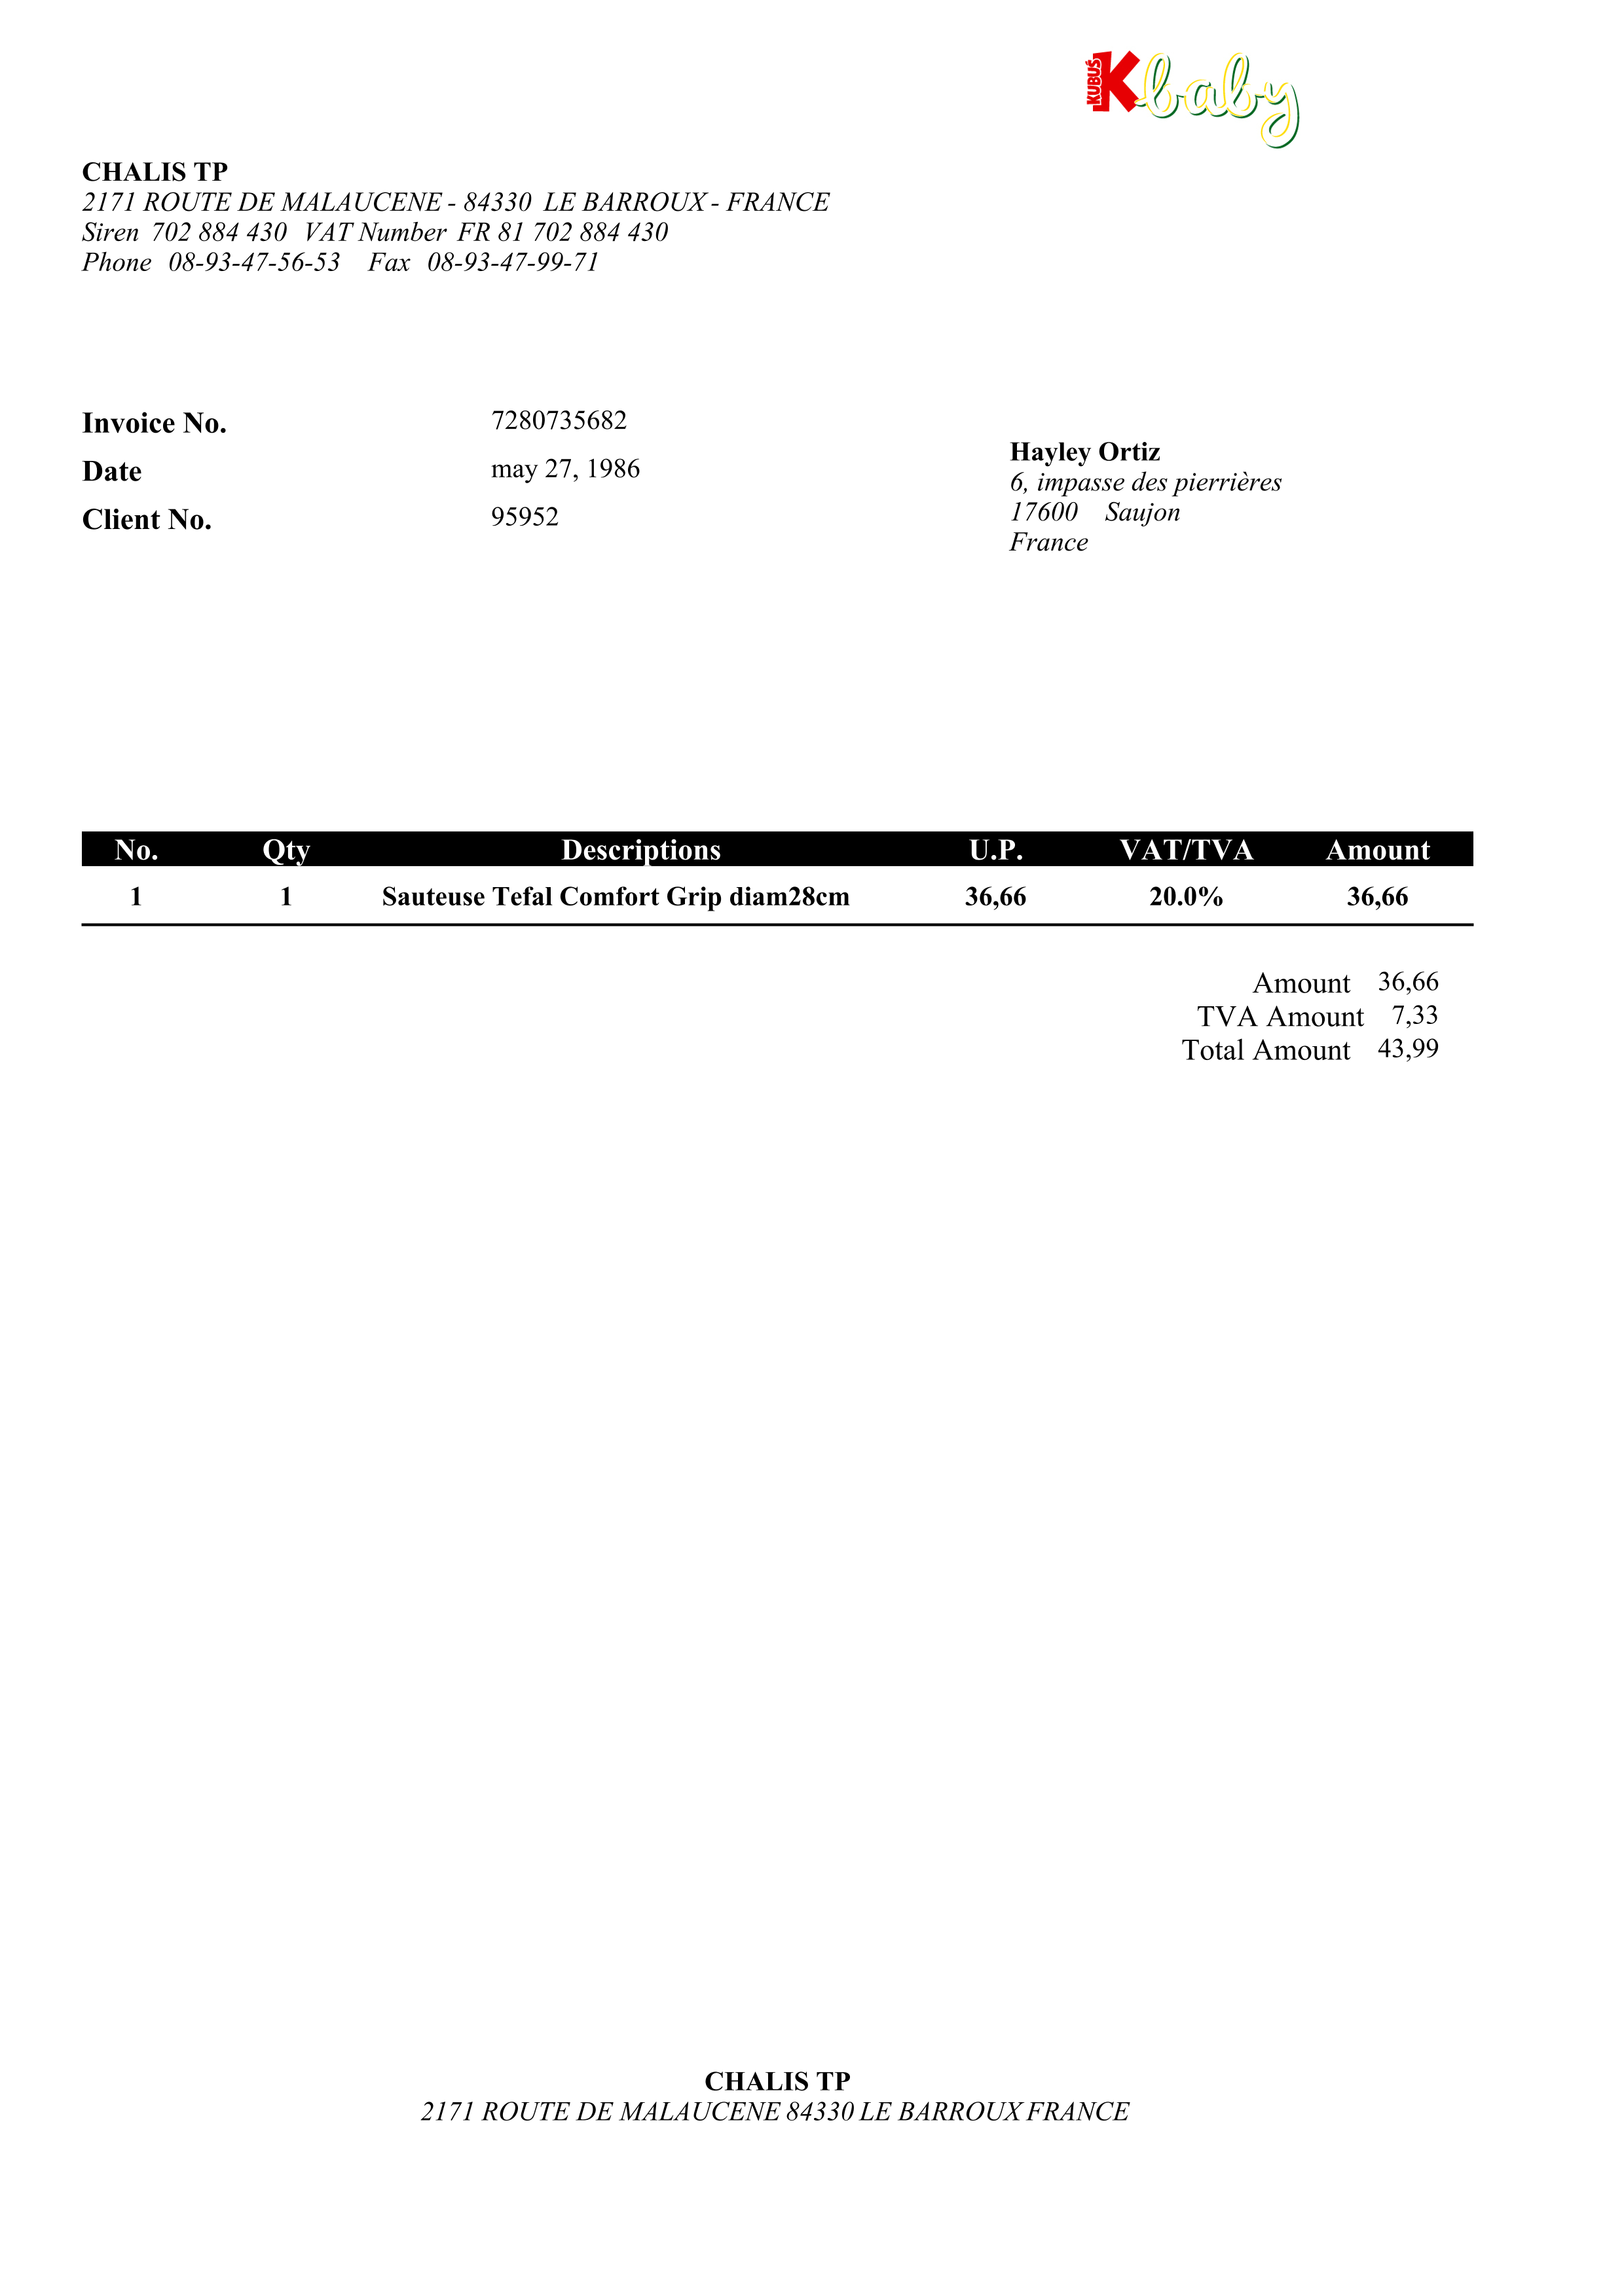 KUBUŚ K baby
CHALIS TP
2171 ROUTE DE MALAUCENE - 84330 LE BARROUX - FRANCE
Siren 702 884 430 VAT Number FR 81 702 884 430
Phone 08-93-47-56-53 Fax 08-93-47-99-71
Invoice No. 7280735682
Date may 27, 1986
Client No. 95952
Hayley Ortiz
6, impasse des pierrières
17600 Saujon
France
No. Qty Descriptions U.P. VAT/TVA Amount
1 1 Sauteuse Tefal Comfort Grip diam28cm 36,66 20.0% 36,66
Amount 36,66
TVA Amount 7,33
Total Amount 43,99
CHALIS TP
2171 ROUTE DE MALAUCENE 84330 LE BARROUX FRANCE